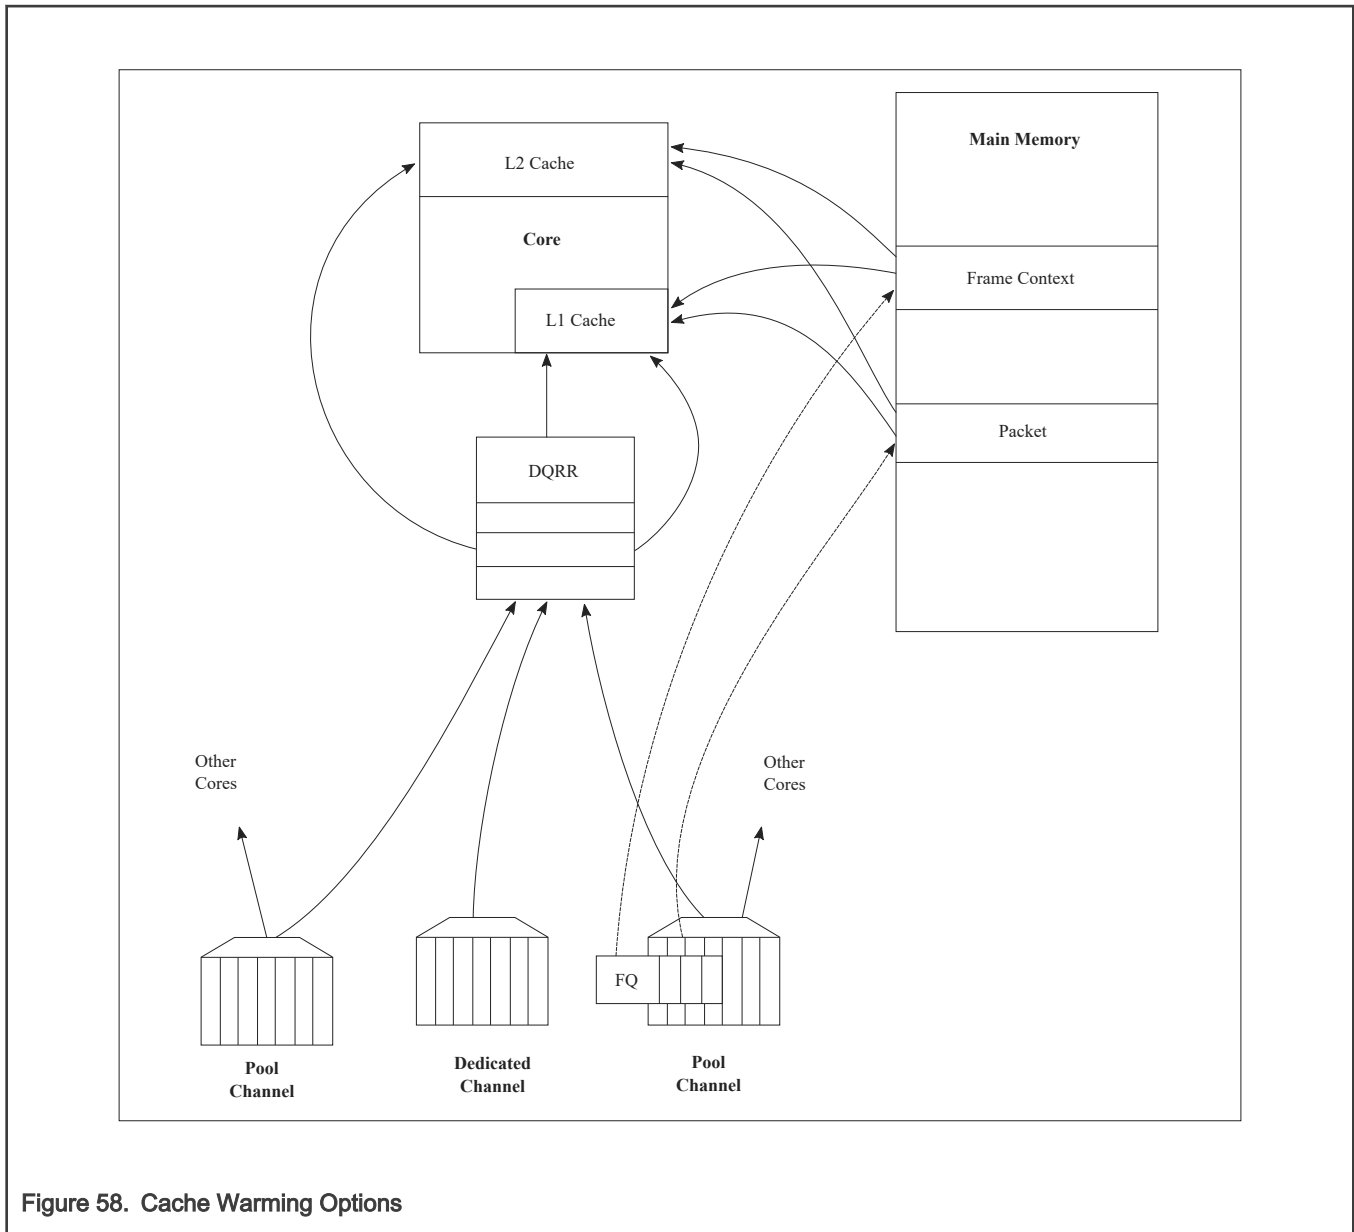 Main Memory
L2 Cache
Core
Frame Context
L1 Cache
Packet
DQRR
Other
Cores
Other
Cores
FQ
Pool
Channel
Dedicated
Channel
Pool
Channel
Figure 58. Cache Warming Options